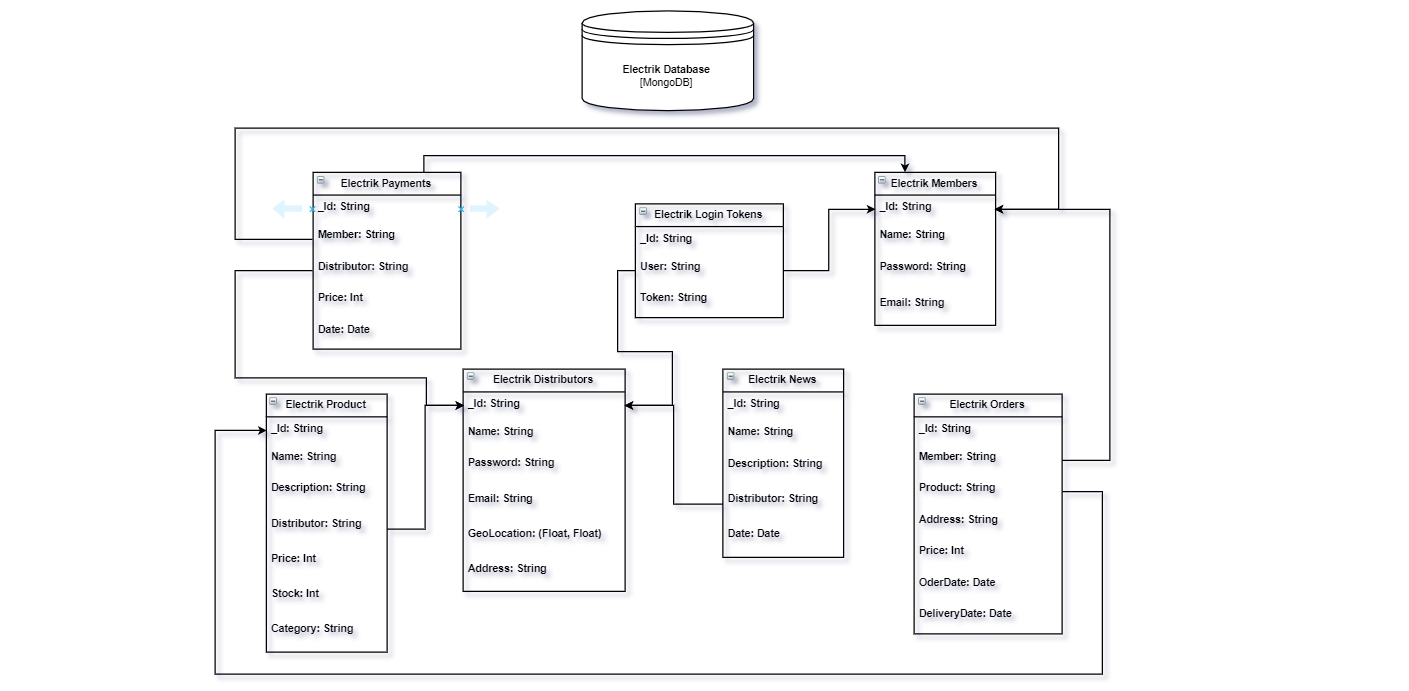 Electrik Database
[MongoDB]
Electrik Payments
_Id: String
Member: String
Distributor: String
Price: Int
Date: Date
Electrik Login Tokens
_Id: String
User: String
Token: String
Electrik Members
_Id: String
Name: String
Password: String
Email: String
Electrik Product
_Id: String
Name: String
Description: String
Distributor: String
Price: Int
Stock: Int
Category: String
Electrik Distributors
_Id: String
Name: String
Password: String
Email: String
GeoLocation: (Float, Float)
Address: String
Electrik News
_Id: String
Name: String
Description: String
Distributor: String
Date: Date
Electrik Orders
_Id: String
Member: String
Product: String
Address: String
Price: Int
OderDate: Date
DeliveryDate: Date